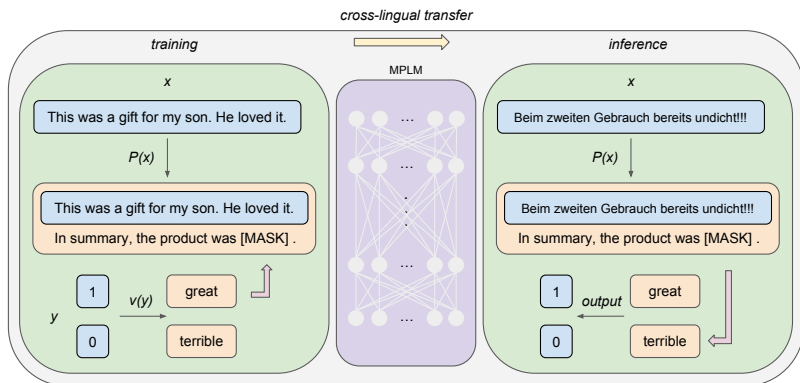 cross-lingual transfer
training
inference
MPLM
x
This was a gift for my son. He loved it.
P(x)
This was a gift for my son. He loved it.
In summary, the product was [MASK] .
y
1
v(y)
great
0
terrible
...
...
...
...
...
x
Beim zweiten Gebrauch bereits undicht!!!
P(x)
Beim zweiten Gebrauch bereits undicht!!!
In summary, the product was [MASK] .
1
output
great
0
terrible